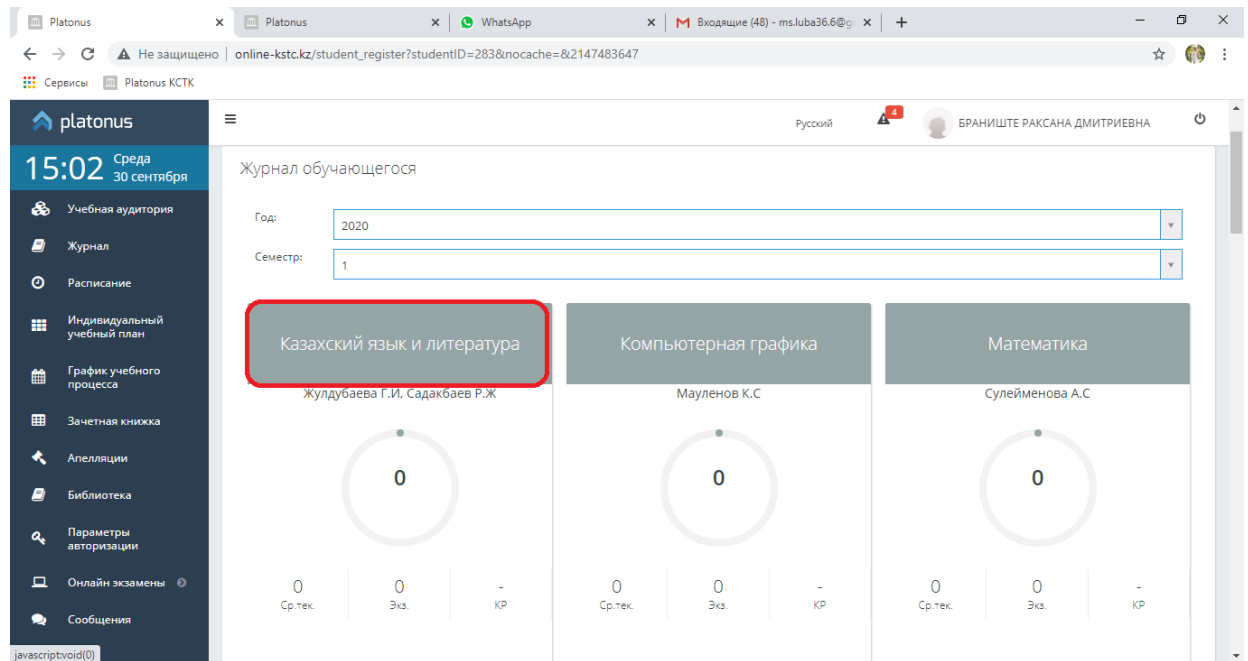 Platonus
Platonus
WhatsApp
Входящие (48) - ms.luba36.6@g
Не защищено
online-kstc.kz/student_register?studentID=283&nocache=&2147483647
Сервисы
Platonus КСТК
platonus
Русский
4
БРАНИШТЕ РАКСАНА ДМИТРИЕВНА
15:02 Среда
30 сентября
Учебная аудитория
Журнал
Расписание
Индивидуальный
учебный план
График учебного
процесса
Зачетная книжка
Апелляции
Библиотека
Параметры
авторизации
Онлайн экзамены
Сообщения
javascript:void(0)
Журнал обучающегося
Год:
2020
Семестр:
1
Казахский язык и литература
Жулдубаева Г.И, Садакбаев Р.Ж
0
0 0 -
Ср.тек. Экз. КР
Компьютерная графика
Мауленов К.С
0
0 0 -
Ср.тек. Экз. КР
Математика
Сулейменова А.С
0
0 0 -
Ср.тек. Экз. КР